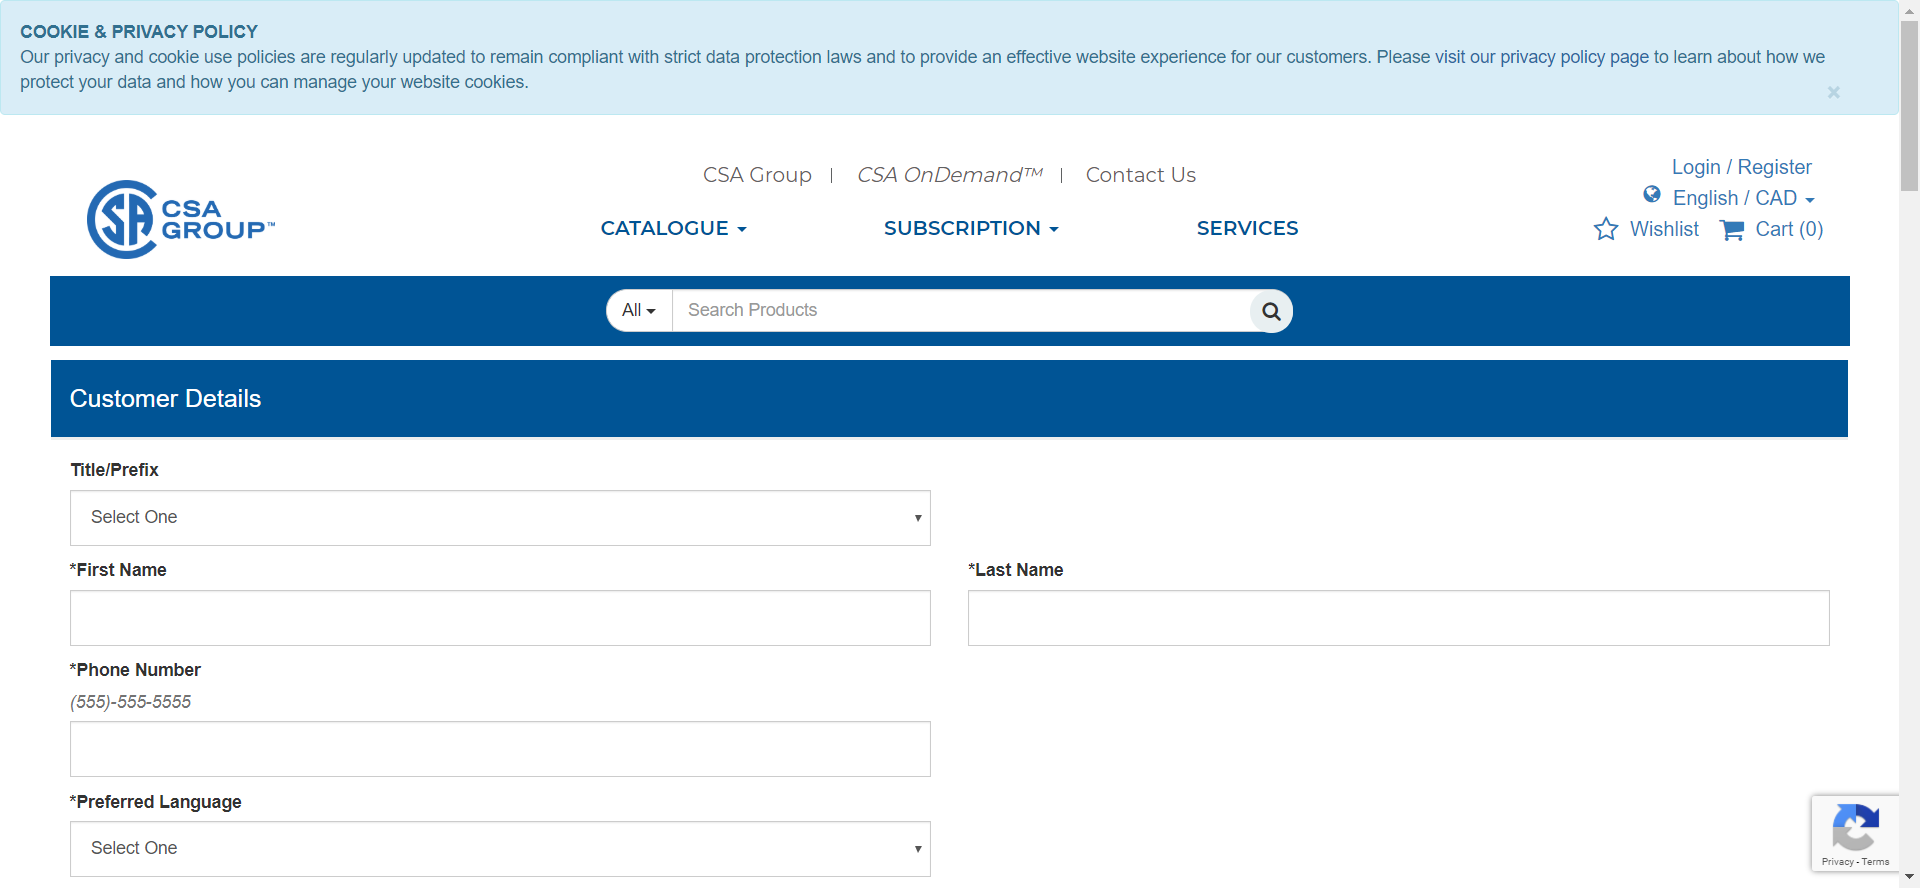 COOKIE & PRIVACY POLICY
Our privacy and cookie use policies are regularly updated to remain compliant with strict data protection laws and to provide an effective website experience for our customers. Please visit our privacy policy page to learn about how we
protect your data and how you can manage your website cookies.
×
CSA Group | CSA OnDemand™ | Contact Us
Login / Register
English / CAD
CSA
GROUP™
CATALOGUE SUBSCRIPTION SERVICES
Wishlist Cart (0)
All Search Products
Customer Details
Title/Prefix
Select One
*First Name *Last Name
*Phone Number
(555)-555-5555
*Preferred Language
Select One
Privacy - Terms